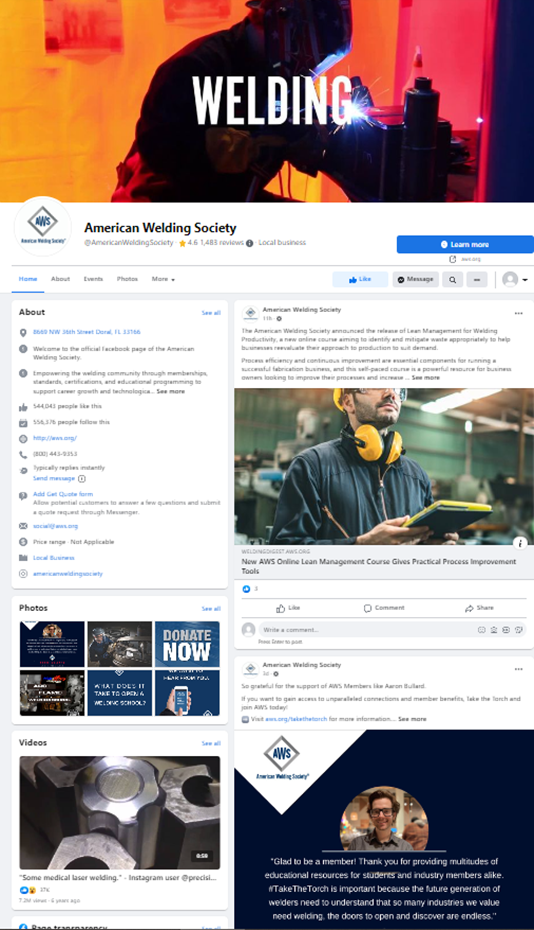 WELDING
AWS
American Welding Society®
American Welding Society
@AmericanWeldingSociety · 4.6 1,483 reviews · Local business
Learn more
aws.org
Home
About
Events
Photos
More
Like
Message
About
See all
8669 NW 36th Street Doral, FL 33166
Welcome to the official Facebook page of the American
Welding Society.
Empowering the welding community through memberships,
standards, certifications, and educational programming to
support career growth and technologica... See more
544,043 people like this
556,376 people follow this
http://aws.org/
(800) 443-9353
Typically replies instantly
Send message
Add Get Quote form
Allow potential customers to answer a few questions and submit
a quote request through Messenger.
social@aws.org
Price range · Not Applicable
Local Business
americanweldingsociety
Photos
See all
DONATE
NOW
WHAT DOES IT
TAKE TO OPEN A
WELDING SCHOOL?
HEAR FROM YOU.
Videos
See all
8:58
"Some medical laser welding." - Instagram user @precisi...
37K
7.2M views · 6 years ago
Page transparency
See all
American Welding Society
11h
The American Welding Society announced the release of Lean Management for Welding
Productivity, a new online course aiming to identify and mitigate waste appropriately to help
businesses reevaluate their approach to production to suit demand.
Process efficiency and continuous improvement are essential components for running a
successful fabrication business, and this self-paced course is a powerful resource for business
owners looking to improve their processes and increase ... See more
WELDINGDIGEST.AWS.ORG
New AWS Online Lean Management Course Gives Practical Process Improvement
Tools
3
Like
Comment
Share
Write a comment...
Press Enter to post.
American Welding Society
3d
So grateful for the support of AWS Members like Aaron Bullard.
If you want to gain access to unparalleled connections and member benefits, take the Torch and
join AWS today!
Visit aws.org/takethetorch for more information... See more
AWS
American Welding Society®
"Glad to be a member! Thank you for providing multitudes of
educational resources for students and industry members alike.
#TakeTheTorch is important because the future generation of
welders need to understand that so many industries we value
need welding, the doors to open and discover are endless."